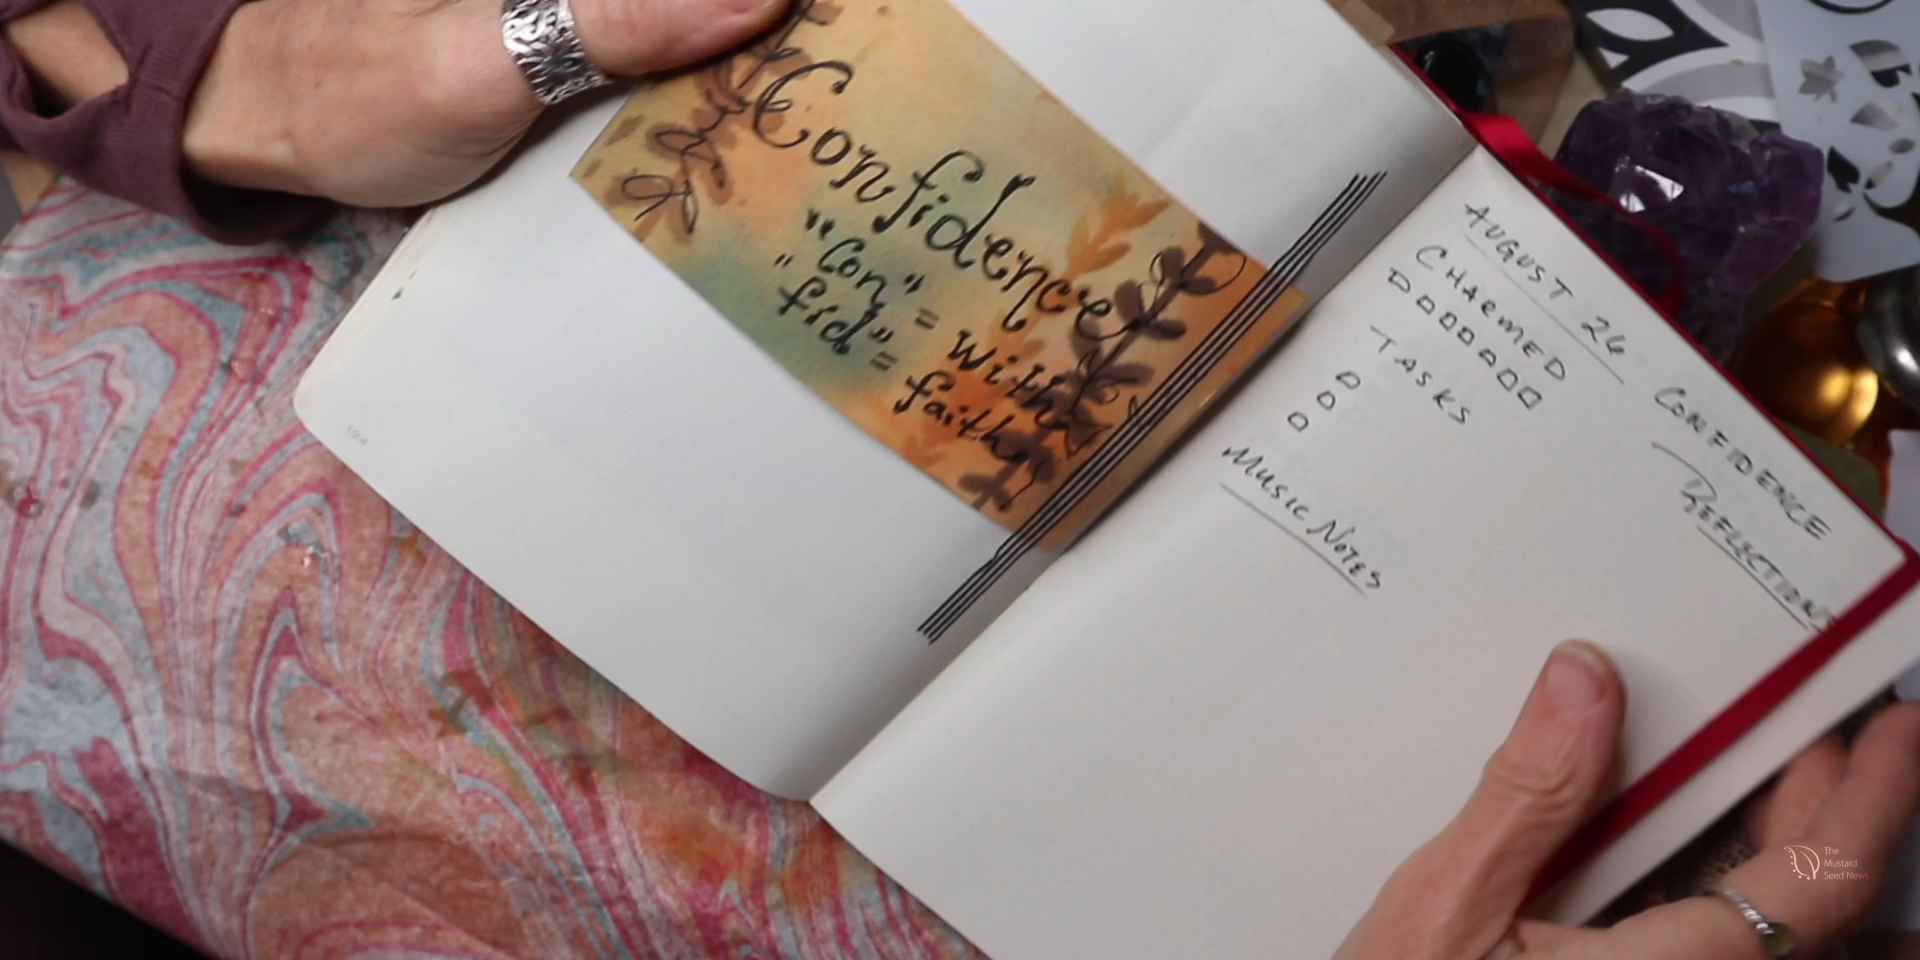 Confidence
"Con" = with
"fid" = faith
104
AUGUST 26
CHARMED
TASKS
MUSIC NOTES
CONFIDENCE
REFLECTIONS
The
Mustard
Seed News